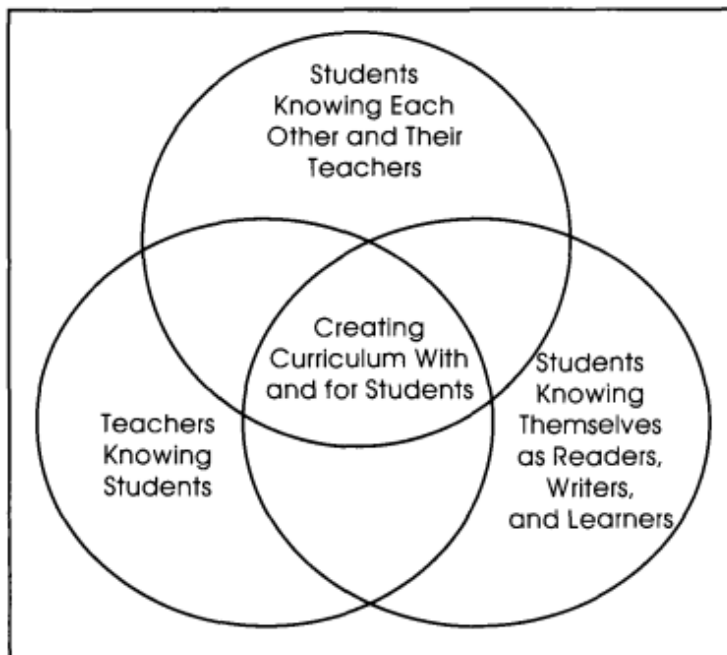 Students
Knowing Each
Other and Their
Teachers
Creating
Curriculum With
and for Students
Teachers
Knowing
Students
Students
Knowing
Themselves
as Readers,
Writers,
and Learners